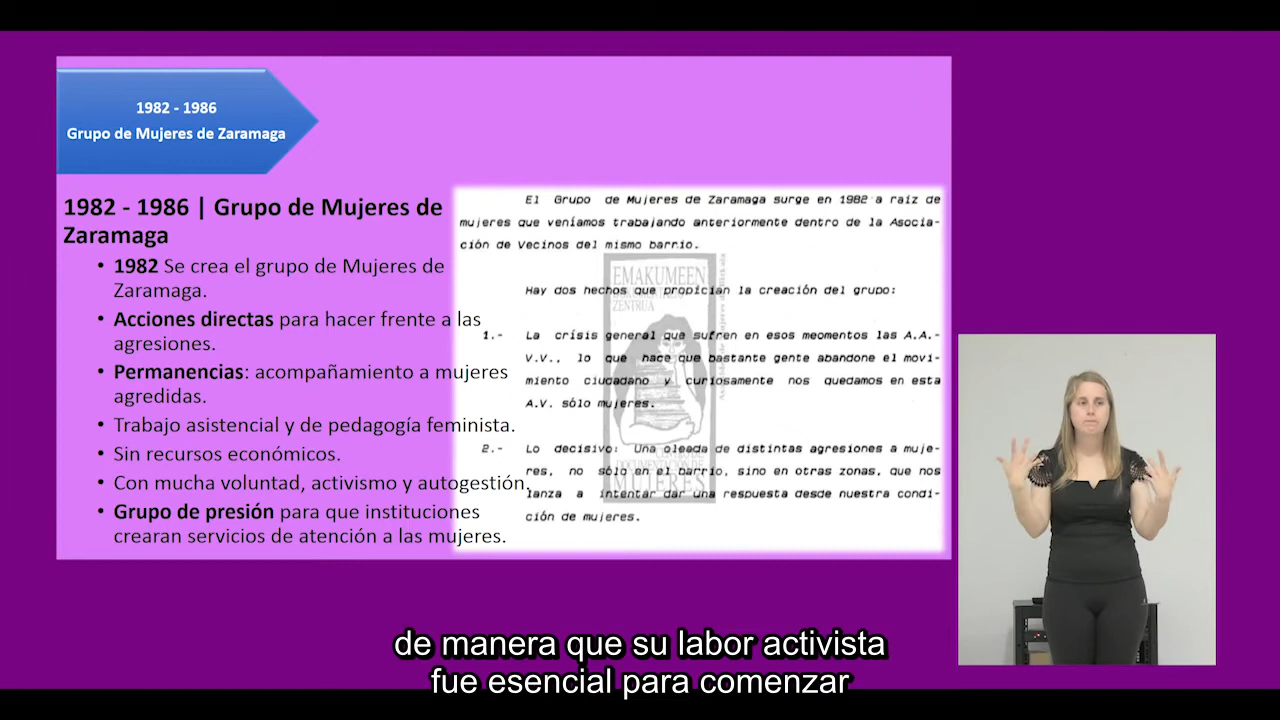 1982 - 1986
Grupo de Mujeres de Zaramaga
1982 - 1986 | Grupo de Mujeres de
Zaramaga
• 1982 Se crea el grupo de Mujeres de
Zaramaga.
• Acciones directas para hacer frente a las
agresiones.
• Permanencias: acompañamiento a mujeres
agredidas.
• Trabajo asistencial y de pedagogía feminista.
• Sin recursos económicos.
• Con mucha voluntad, activismo y autogestión.
• Grupo de presión para que instituciones
crearan servicios de atención a las mujeres.
El Grupo de Mujeres de Zaramaga surge en 1982 a raíz de
mujeres que veníamos trabajando anteriormente dentro de la Asocia-
ción de Vecinos del mismo barrio.
Hay dos hechos que propician la creación del grupo:
1.- La crisis general que sufren en esos meomentos las A.A.-
V.V., lo que hace que bastante gente abandone el movi-
miento ciudadano y curiosamente nos quedamos en esta
A.V. sólo mujeres.
2.- Lo decisivo: Una oleada de distintas agresiones a muje-
res, no sólo en el barrio, sino en otras zonas, que nos
lanza a intentar dar una respuesta desde nuestra condi-
ción de mujeres.
EMAKUMEEN
ZENTRUA
CENTRO DE
DOCUMENTACION DE
MUJERES
de manera que su labor activista
fue esencial para comenzar